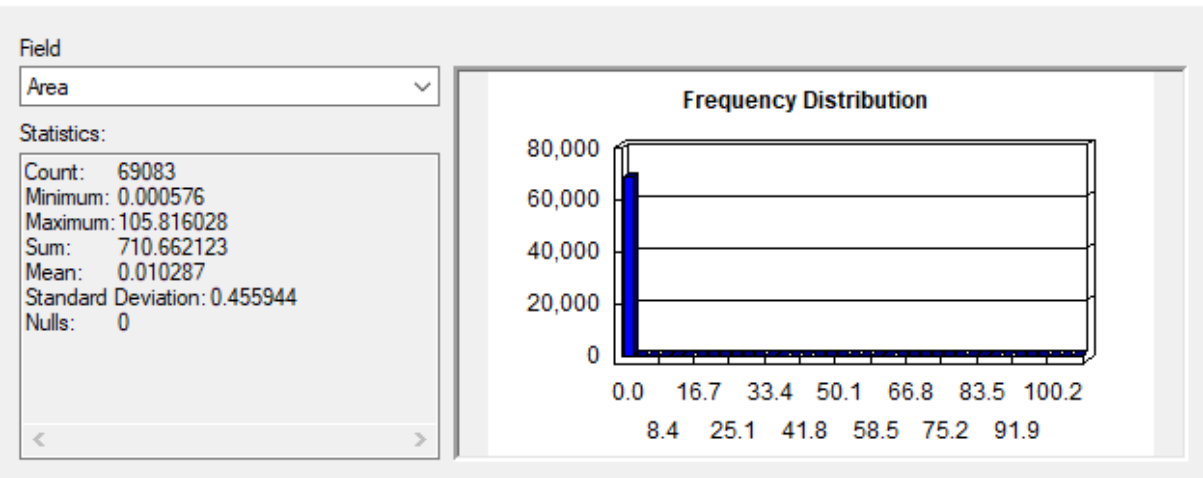 Field
Area
Statistics:
Count: 69083
Minimum: 0.000576
Maximum: 105.816028
Sum: 710.662123
Mean: 0.010287
Standard Deviation: 0.455944
Nulls: 0
Frequency Distribution
80,000
60,000
40,000
20,000
0
0.0 16.7 33.4 50.1 66.8 83.5 100.2
8.4 25.1 41.8 58.5 75.2 91.9